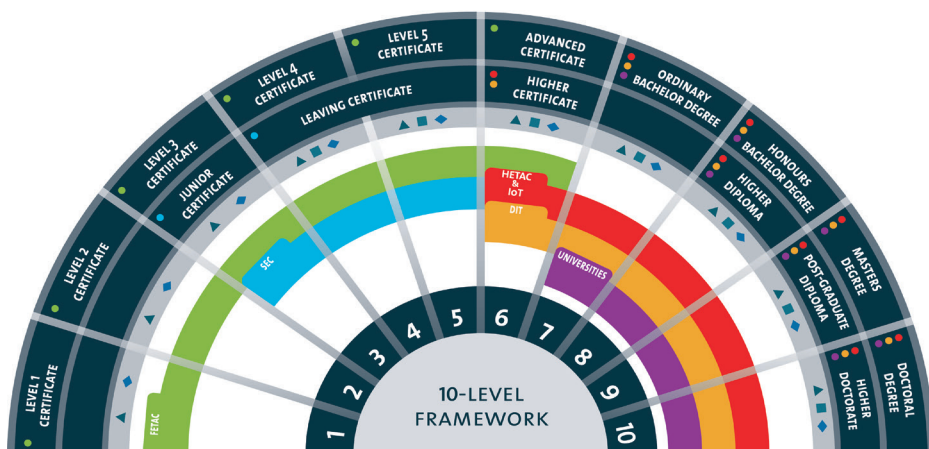 LEVEL 1
CERTIFICATE
LEVEL 2
CERTIFICATE
LEVEL 3
CERTIFICATE
JUNIOR
CERTIFICATE
LEVEL 4
CERTIFICATE
LEVEL 5
CERTIFICATE
LEAVING CERTIFICATE
ADVANCED
CERTIFICATE
HIGHER
CERTIFICATE
ORDINARY
BACHELOR DEGREE
HONOURS
BACHELOR DEGREE
HIGHER
DIPLOMA
MASTERS
DEGREE
POST-GRADUATE
DIPLOMA
DOCTORAL
DEGREE
HIGHER
DOCTORATE
FETAC
SEC
HETAC
&
IoT
DIT
UNIVERSITIES
1
2
3
4
5
6
7
8
9
10
10-LEVEL
FRAMEWORK